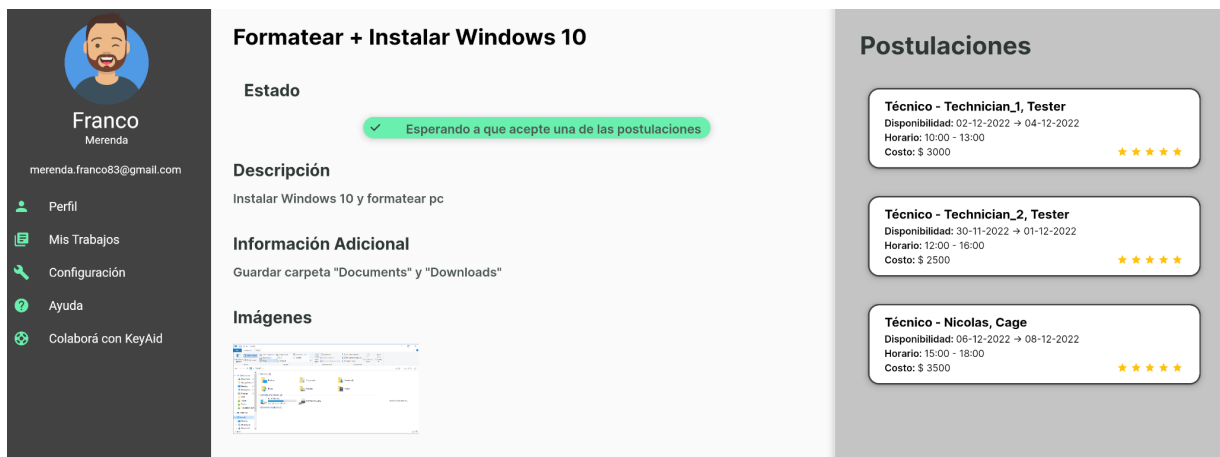 Franco
Merenda
merenda.franco83@gmail.com
Perfil
Mis Trabajos
Configuración
Ayuda
Colaborá con KeyAid
Formatear + Instalar Windows 10
Estado
Esperando a que acepte una de las postulaciones
Descripción
Instalar Windows 10 y formatear pc
Información Adicional
Guardar carpeta "Documents" y "Downloads"
Imágenes
Postulaciones
Técnico - Technician_1, Tester
Disponibilidad: 02-12-2022 → 04-12-2022
Horario: 10:00 - 13:00
Costo: $ 3000
Técnico - Technician_2, Tester
Disponibilidad: 30-11-2022 → 01-12-2022
Horario: 12:00 - 16:00
Costo: $ 2500
Técnico - Nicolas, Cage
Disponibilidad: 06-12-2022 → 08-12-2022
Horario: 15:00 - 18:00
Costo: $ 3500